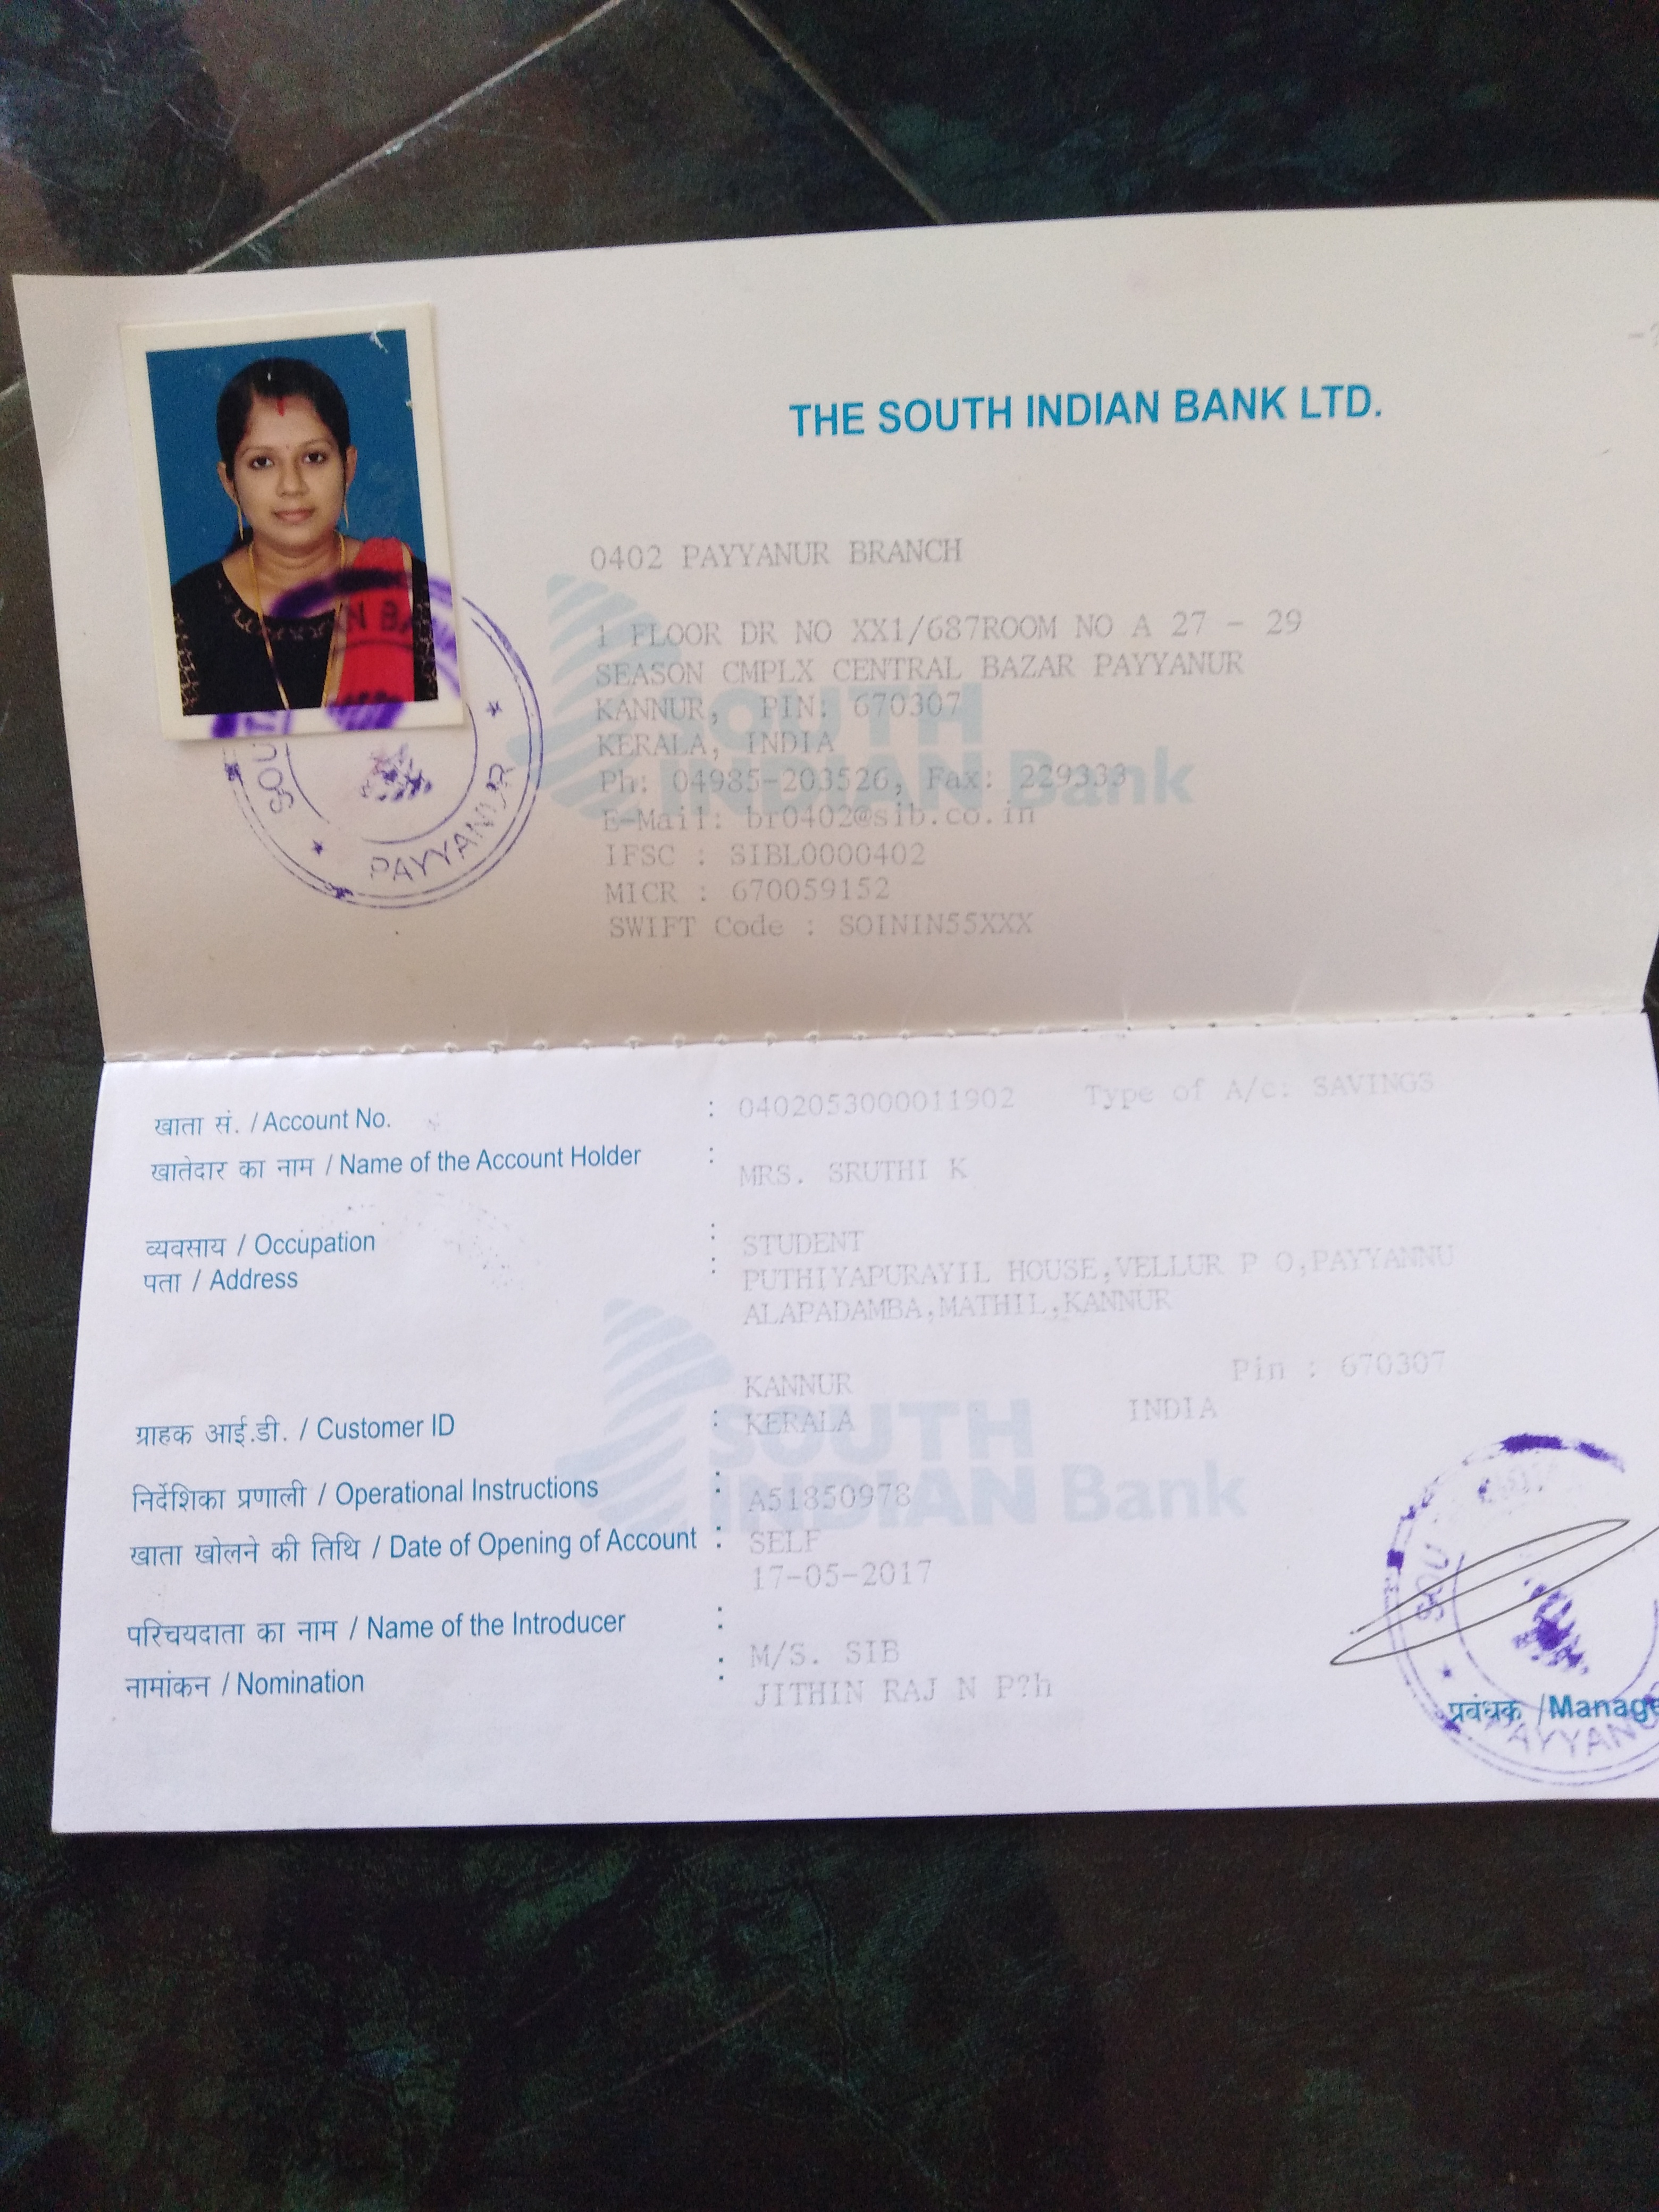 THE SOUTH INDIAN BANK LTD.
0402 PAYYANUR BRANCH
1 FLOOR DR NO XX1/687ROOM NO A 27 - 29
SEASON CMPLX CENTRAL BAZAR PAYYANUR
KANNUR, PIN: 670307
KERALA, INDIA
Ph: 04985-203526, Fax: 229333
E-Mail: br0402@sib.co.in
IFSC : SIBL0000402
MICR : 670059152
SWIFT Code : SOININ55XXX
SOUTH
INDIAN Bank
PAYYANUR
खाता सं. / Account No. : 0402053000011902 Type of A/c: SAVINGS
खातेदार का नाम / Name of the Account Holder :
MRS. SRUTHI K
व्यवसाय / Occupation : STUDENT
पता / Address : PUTHIYAPURAYIL HOUSE,VELLUR P O,PAYYANNU
ALAPADAMBA,MATHIL,KANNUR
KANNUR Pin : 670307
ग्राहक आई.डी. / Customer ID : KERALA INDIA
निर्देशिका प्रणाली / Operational Instructions : A51850978
खाता खोलने की तिथि / Date of Opening of Account : SELF
17-05-2017
परिचयदाता का नाम / Name of the Introducer :
M/S. SIB
नामांकन / Nomination : JITHIN RAJ N P?h
SOUTH
INDIAN Bank
प्रबंधक /Manage